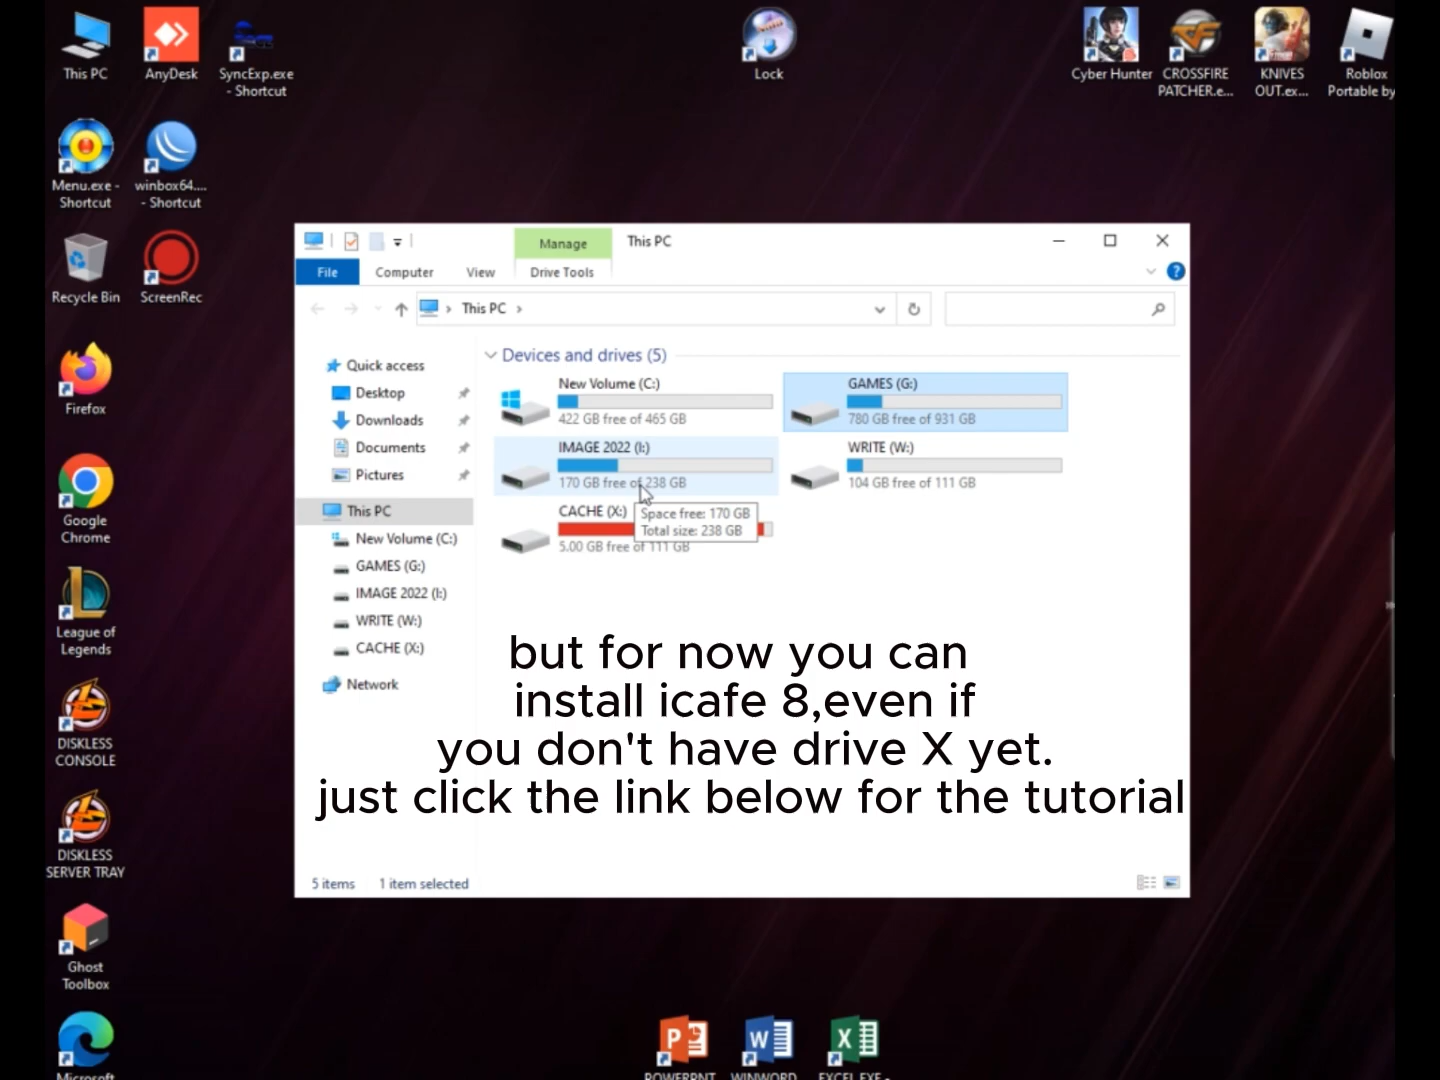 This PC
AnyDesk
SyncExp.exe
- Shortcut
Lock
Cyber Hunter
CROSSFIRE
PATCHER.e...
KNIVES
OUT.ex...
Roblox
Portable by
Menu.exe -
Shortcut
winbox64....
- Shortcut
Recycle Bin
ScreenRec
Firefox
Google
Chrome
League of
Legends
DISKLESS
CONSOLE
DISKLESS
SERVER TRAY
Ghost
Toolbox
Microsoft
Manage
This PC
File
Computer
View
Drive Tools
This PC
Quick access
Desktop
Downloads
Documents
Pictures
This PC
New Volume (C:)
GAMES (G:)
IMAGE 2022 (I:)
WRITE (W:)
CACHE (X:)
Network
Devices and drives (5)
New Volume (C:)
422 GB free of 465 GB
GAMES (G:)
780 GB free of 931 GB
IMAGE 2022 (I:)
170 GB free of 238 GB
WRITE (W:)
104 GB free of 111 GB
CACHE (X:)
5.00 GB free of 111 GB
Space free: 170 GB
Total size: 238 GB
but for now you can
install icafe 8,even if
you don't have drive X yet.
just click the link below for the tutorial
5 items
1 item selected
POWERPNT
WINWORD
EXCEL.EXE -